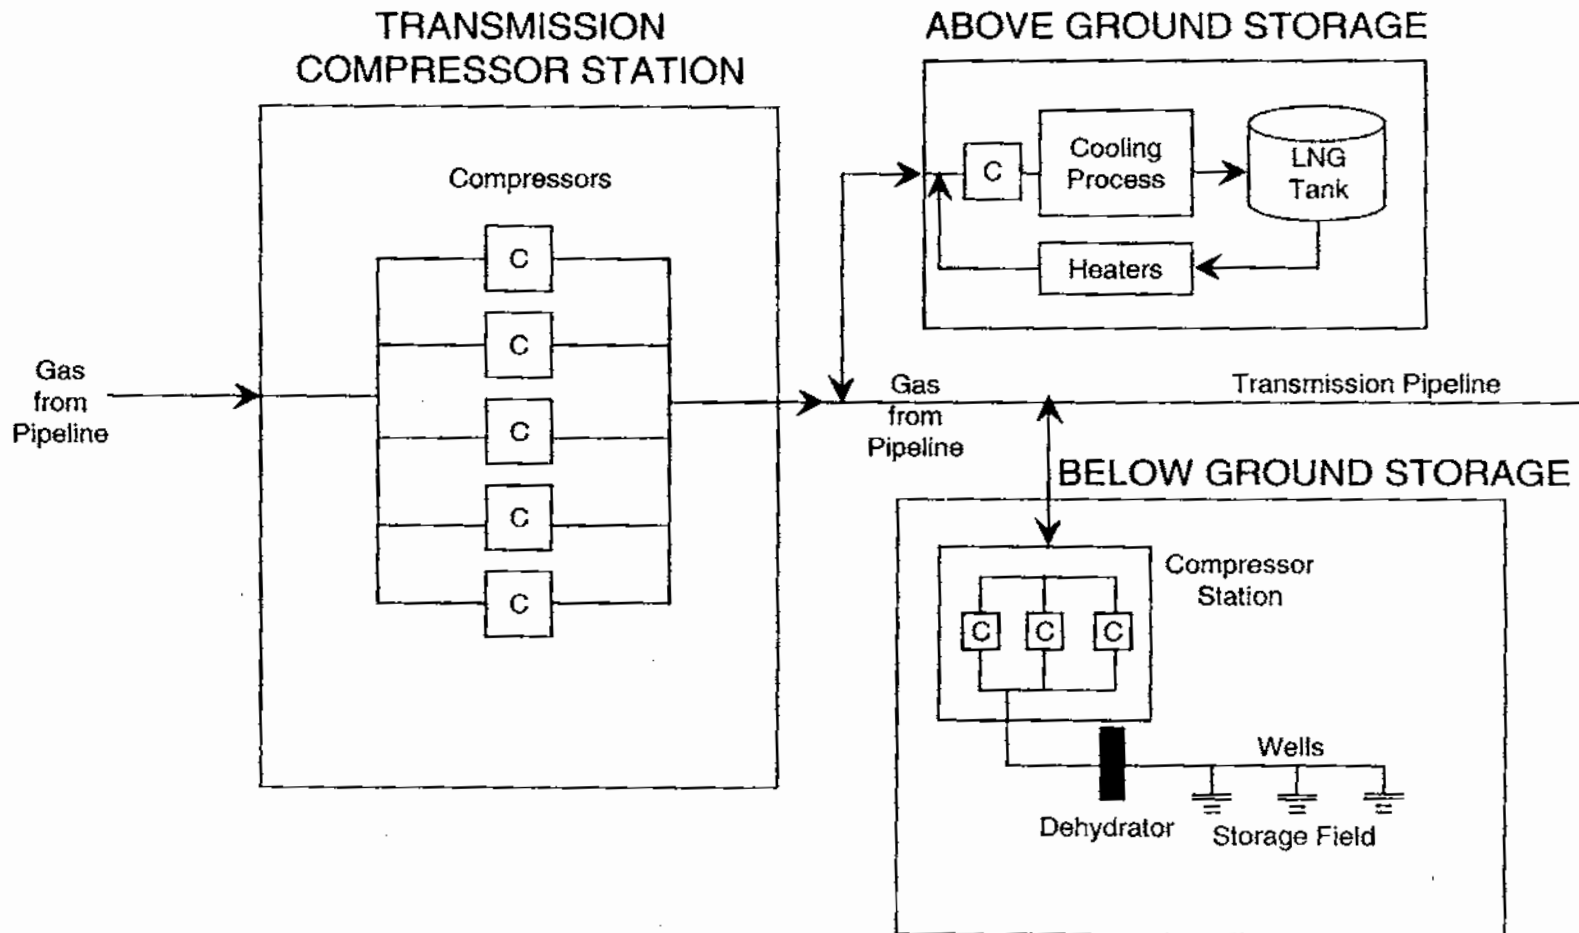 TRANSMISSION
COMPRESSOR STATION
Compressors
C
C
C
C
C
Gas
from
Pipeline
ABOVE GROUND STORAGE
C
Cooling
Process
LNG
Tank
Heaters
Gas
from
Pipeline
Transmission Pipeline
BELOW GROUND STORAGE
Compressor
Station
C C C
Wells
Dehydrator
Storage Field